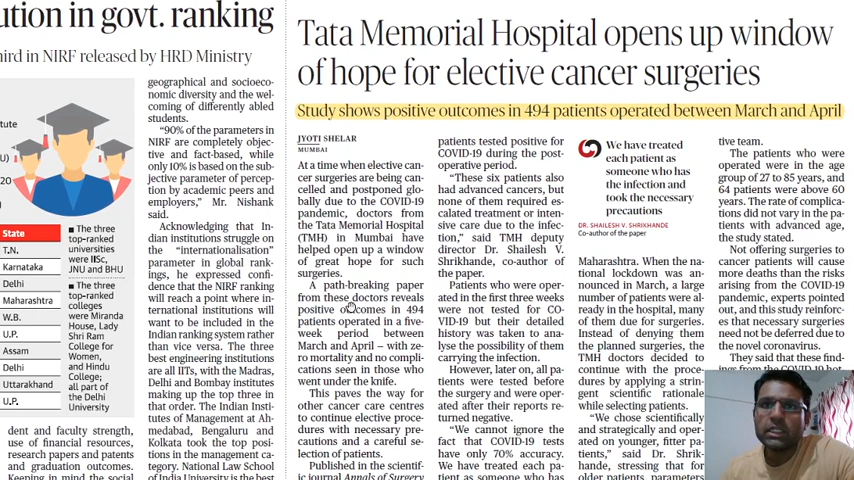 ution in govt. ranking
hird in NIRF released by HRD Ministry
itute
U)
20
State
T.N.
Karnataka
Delhi
Maharashtra
W.B.
U.P.
Assam
Delhi
Uttarakhand
U.P.
■ The three
top-ranked
universities
were IISc,
JNU and BHU
■ The three
top-ranked
colleges
were Miranda
House, Lady
Shri Ram
College for
Women,
and Hindu
College;
all part of
the Delhi
University
dent and faculty strength,
use of financial resources,
research papers and patents
and graduation outcomes.
Keeping in mind the social
geographical and socioeco-
nomic diversity and the wel-
coming of differently abled
students.
“90% of the parameters in
NIRF are completely objec-
tive and fact-based, while
only 10% is based on the sub-
jective parameter of percep-
tion by academic peers and
employers,” Mr. Nishank
said.
Acknowledging that In-
dian institutions struggle on
the “internationalisation”
parameter in global rank-
ings, he expressed confi-
dence that the NIRF ranking
will reach a point where in-
ternational institutions will
want to be included in the
Indian ranking system rather
than vice versa. The three
best engineering institutions
are all IITs, with the Madras,
Delhi and Bombay institutes
making up the top three in
that order. The Indian Insti-
tutes of Management at Ah-
medabad, Bengaluru and
Kolkata took the top posi-
tions in the management ca-
tegory. National Law School
of India University is the best
Tata Memorial Hospital opens up window
of hope for elective cancer surgeries
Study shows positive outcomes in 494 patients operated between March and April
JYOTI SHELAR
MUMBAI
At a time when elective can-
cer surgeries are being can-
celled and postponed glo-
bally due to the COVID-19
pandemic, doctors from
the Tata Memorial Hospital
(TMH) in Mumbai have
helped open up a window of
great hope for such
surgeries.
A path-breaking paper
from these doctors reveals
positive outcomes in 494
patients operated in a five-
week period between
March and April – with ze-
ro mortality and no compli-
cations seen in those who
went under the knife.
This paves the way for
other cancer care centres
to continue elective proce-
dures with necessary pre-
cautions and a careful se-
lection of patients.
Published in the scientif-
ic journal Annals of Surgery
patients tested positive for
COVID-19 during the post-
operative period.
“These six patients also
had advanced cancers, but
none of them required es-
calated treatment or inten-
sive care due to the infec-
tion,” said TMH deputy
director Dr. Shailesh V.
Shrikhande, co-author of
the paper.
Patients who were oper-
ated in the first three weeks
were not tested for CO-
VID-19 but their detailed
history was taken to ana-
lyse the possibility of them
carrying the infection.
However, later on, all pa-
tients were tested before
the surgery and were oper-
ated after their reports re-
turned negative.
“We cannot ignore the
fact that COVID-19 tests
have only 70% accuracy.
We have treated each pa-
tient as someone who has
We have treated
each patient as
someone who has
the infection and
took the necessary
precautions
DR. SHAILESH V. SHRIKHANDE
Co-author of the paper
Maharashtra. When the na-
tional lockdown was an-
nounced in March, a large
number of patients were al-
ready in the hospital, many
of them due for surgeries.
Instead of denying them
the planned surgeries, the
TMH doctors decided to
continue with the proce-
dures by applying a strin-
gent scientific rationale
while selecting patients.
“We chose scientifically
and strategically and oper-
ated on younger, fitter pa-
tients,” said Dr. Shrik-
hande, stressing that for
older patients, parameters
tive team.
The patients who were
operated were in the age
group of 27 to 85 years, and
64 patients were above 60
years. The rate of complica-
tions did not vary in the pa-
tients with advanced age,
the study stated.
Not offering surgeries to
cancer patients will cause
more deaths than the risks
arising from the COVID-19
pandemic, experts pointed
out, and this study reinforc-
es that necessary surgeries
need not be deferred due to
the novel coronavirus.
They said that these find-